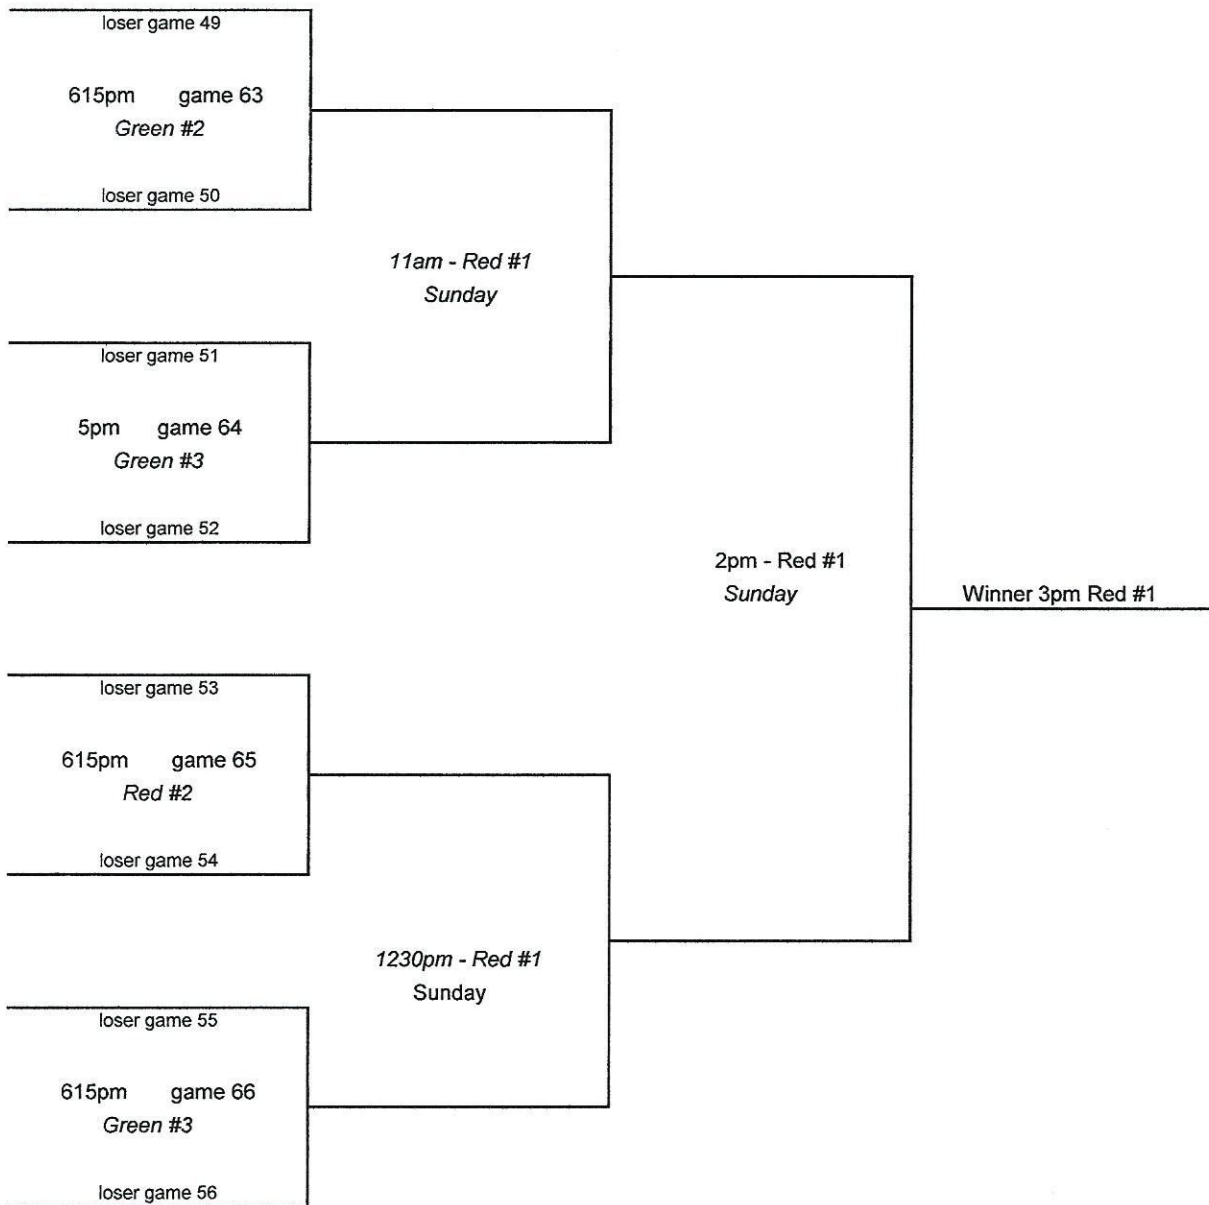 loser game 49
615pm game 63
Green #2
loser game 50
11am - Red #1
Sunday
loser game 51
5pm game 64
Green #3
loser game 52
2pm - Red #1
Sunday
Winner 3pm Red #1
loser game 53
615pm game 65
Red #2
loser game 54
1230pm - Red #1
Sunday
loser game 55
615pm game 66
Green #3
loser game 56